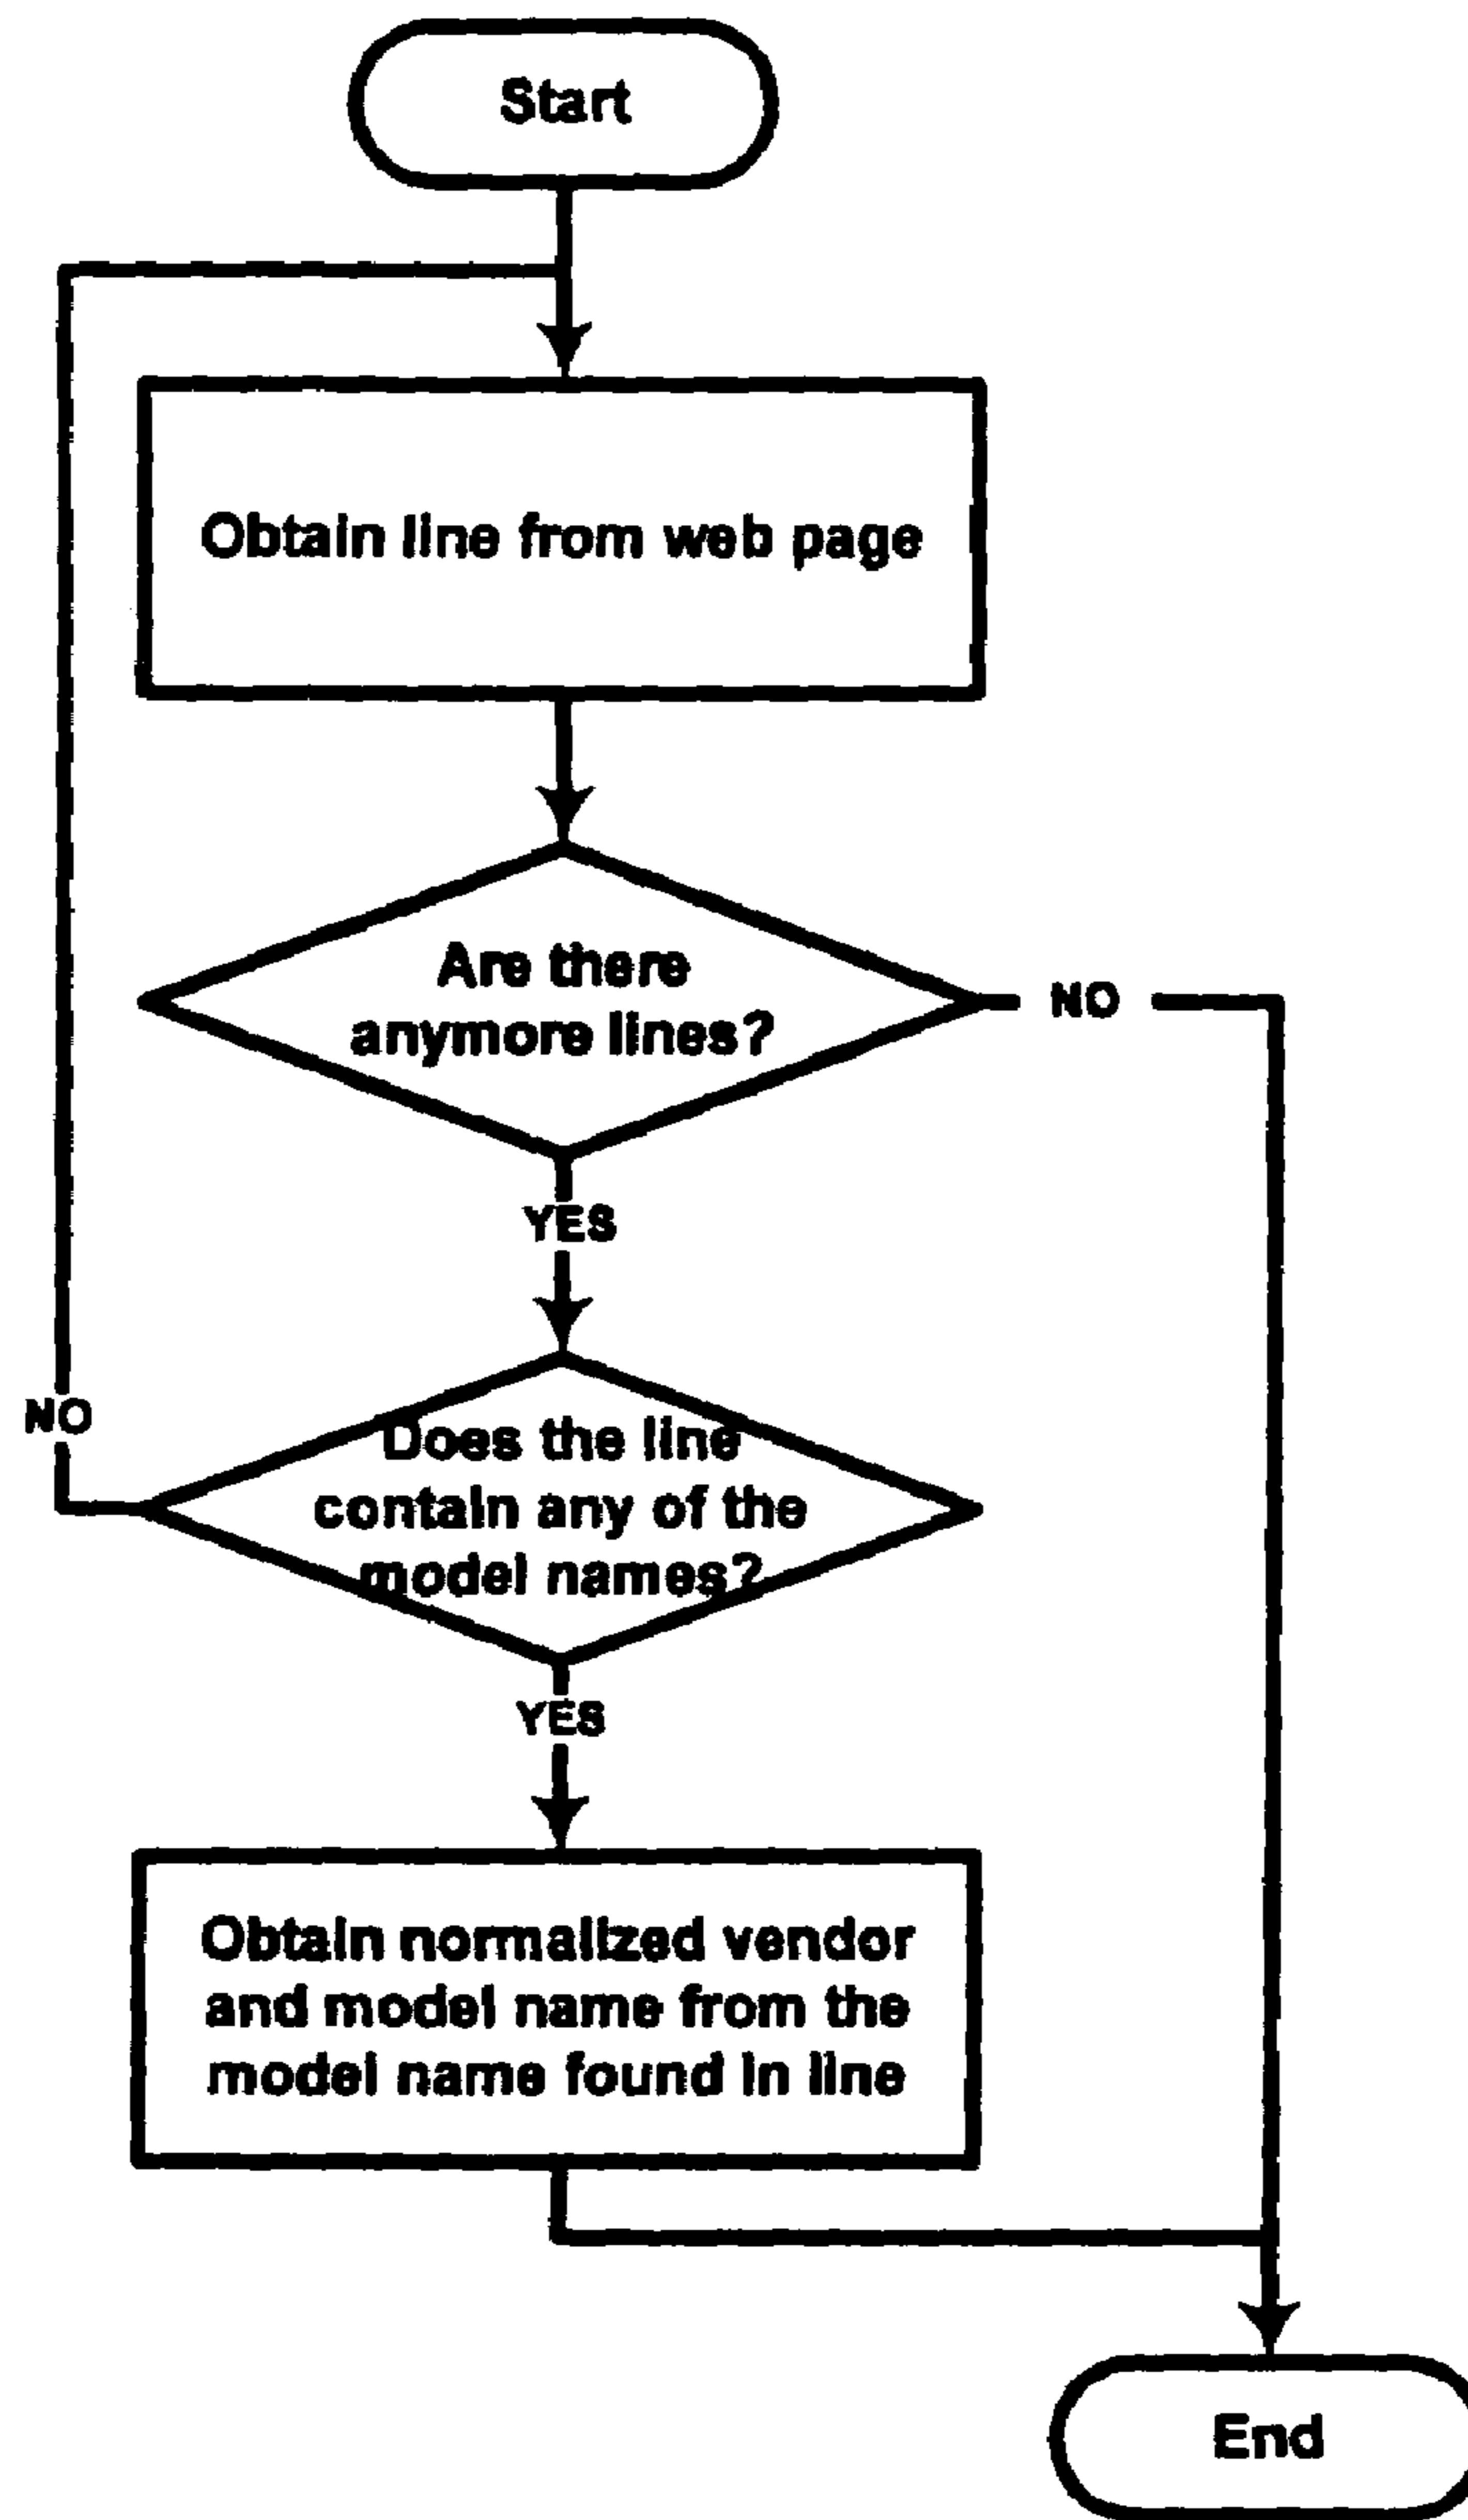 Start
Obtain line from web page
Are there
anymore lines?
NO
YES
NO
Does the line
contain any of the
model names?
YES
Obtain normalized vendor
and model name from the
model name found in line
End